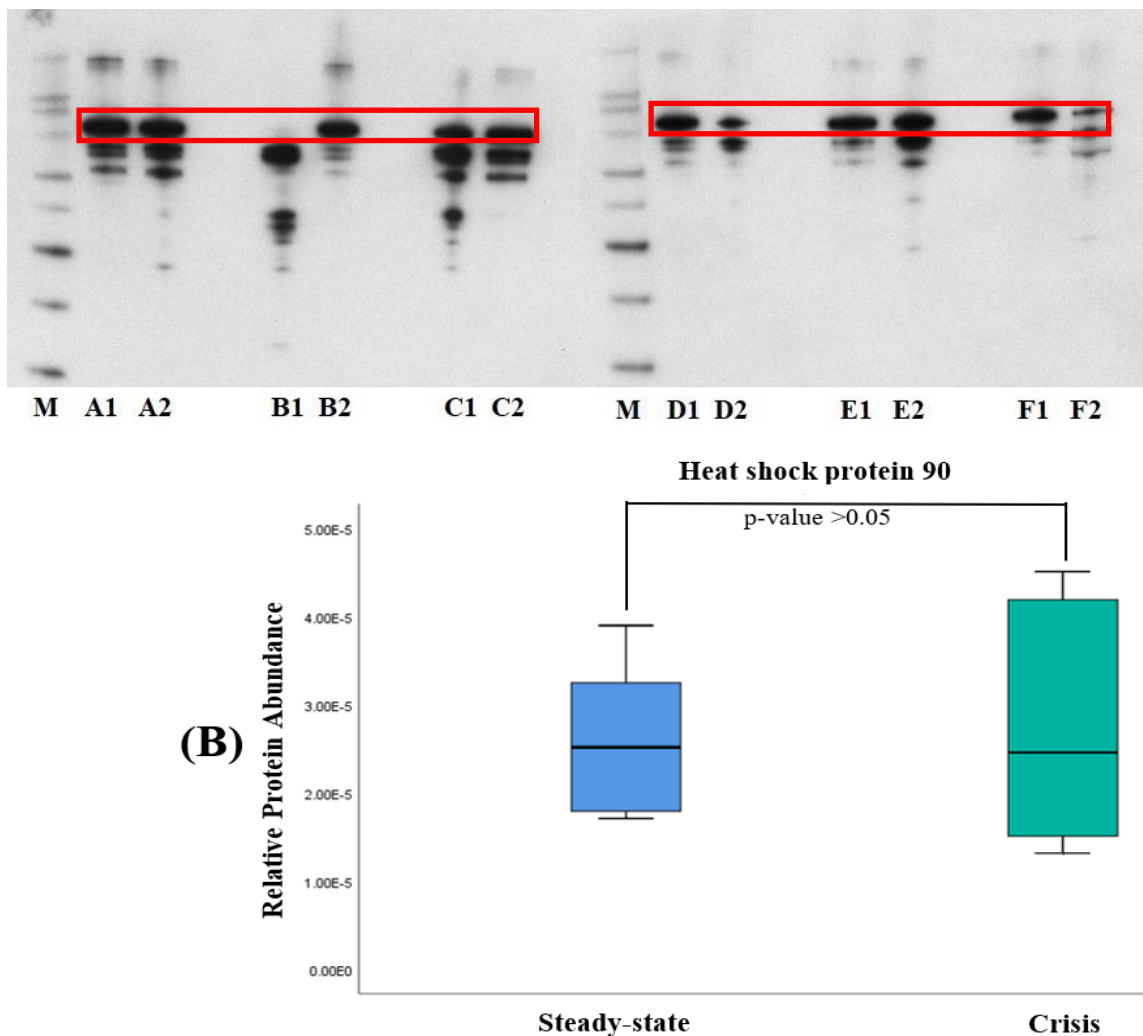 M A1 A2 B1 B2 C1 C2 M D1 D2 E1 E2 F1 F2
Heat shock protein 90
p-value >0.05
(B)
Relative Protein Abundance
5.00E-5
4.00E-5
3.00E-5
2.00E-5
1.00E-5
0.00E0
Steady-state Crisis